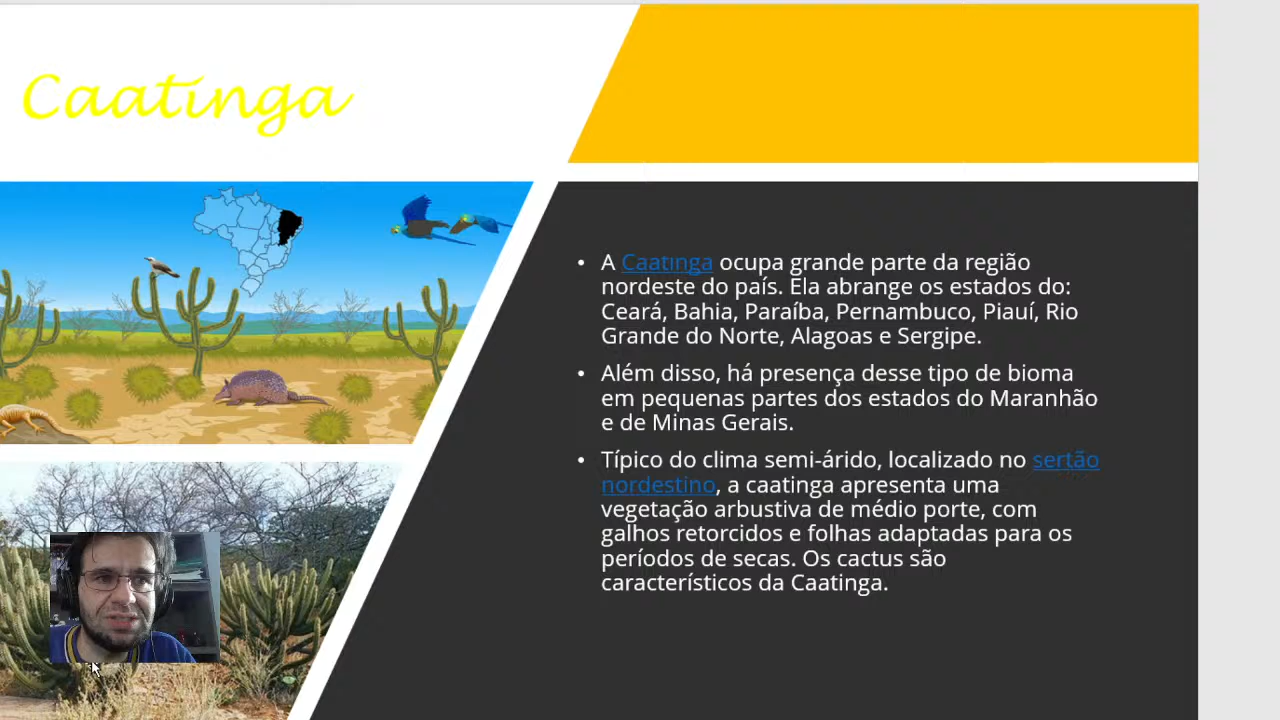 Caatinga
• A Caatinga ocupa grande parte da região
nordeste do país. Ela abrange os estados do:
Ceará, Bahia, Paraíba, Pernambuco, Piauí, Rio
Grande do Norte, Alagoas e Sergipe.
• Além disso, há presença desse tipo de bioma
em pequenas partes dos estados do Maranhão
e de Minas Gerais.
• Típico do clima semi-árido, localizado no sertão
nordestino, a caatinga apresenta uma
vegetação arbustiva de médio porte, com
galhos retorcidos e folhas adaptadas para os
períodos de secas. Os cactus são
característicos da Caatinga.